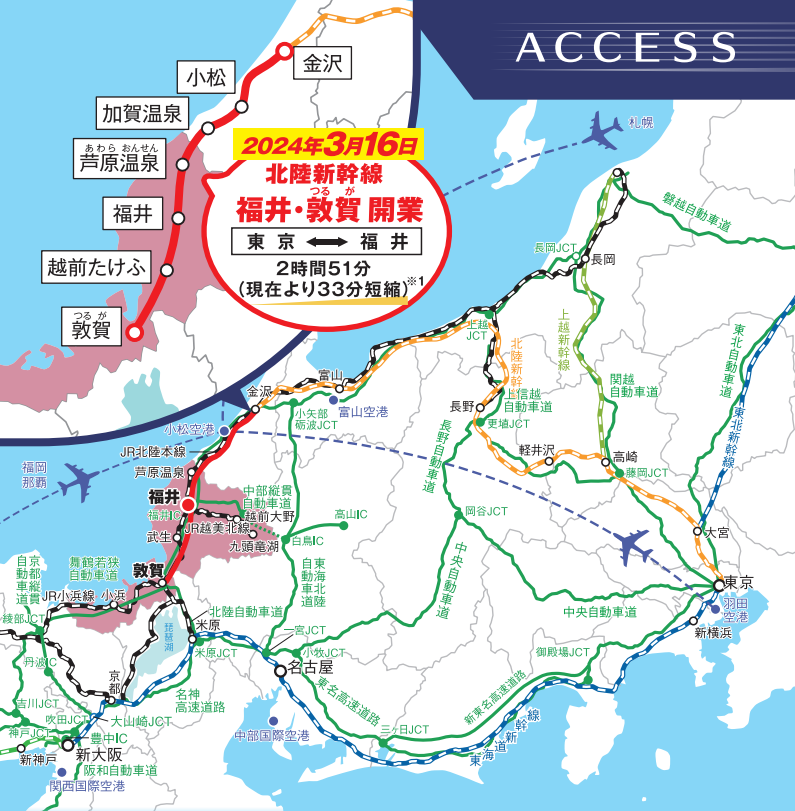 ACCESS
金沢
小松
加賀温泉
あわら おんせん
芦原温泉
福井
越前たけふ
つるが
敦賀
2024年3月16日
北陸新幹線
つる が
福井・敦賀 開業
東京 ⟷ 福井
2時間51分
(現在より33分短縮)※1
札幌
磐越自動車道
長岡JCT
長岡
上越新幹線
上越
JCT
北陸新幹線
関越
自動車道
東北自動車道
東北新幹線
富山
金沢
小矢部
砺波JCT
富山空港
小松空港
長野
上信越
自動車道
更埴JCT
長野自動車道
軽井沢
高崎
藤岡JCT
JR北陸本線
芦原温泉
福岡
那覇
福井
福井IC
中部縦貫
自動車道
越前大野
JR越美北線
九頭竜湖
武生
高山IC
白鳥IC
岡谷JCT
大宮
敦賀
舞鶴若狭
自動車道
京都縦貫
自動車道
JR小浜線
小浜
綾部JCT
東海北陸
自動車道
中央自動車道
中央自動車道
東京
羽田
空港
新横浜
北陸自動車道
米原
米原JCT
琵琶湖
一宮JCT
小牧JCT
名古屋
御殿場JCT
丹波IC
京都
名神
高速道路
東名高速道路
新東名高速道路
吉川JCT
吹田JCT
大山崎JCT
神戸JCT
豊中IC
新大阪
新神戸
阪和自動車道
関西国際空港
中部国際空港
三ヶ日JCT
東海道新幹線